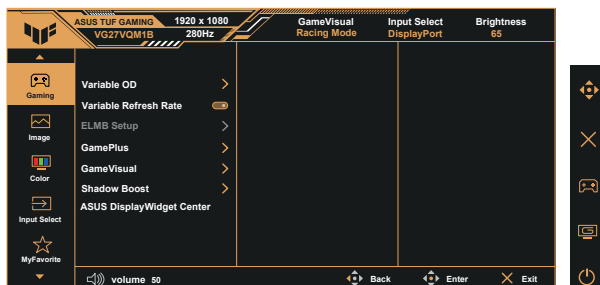 ASUS TUF GAMING 1920 x 1080
VG27VQM1B 280Hz
GameVisual Input Select Brightness
Racing Mode DisplayPort 65
Gaming
Image
Color
Input Select
MyFavorite
Variable OD
Variable Refresh Rate
ELMB Setup
GamePlus
GameVisual
Shadow Boost
ASUS DisplayWidget Center
volume 50
Back Enter Exit